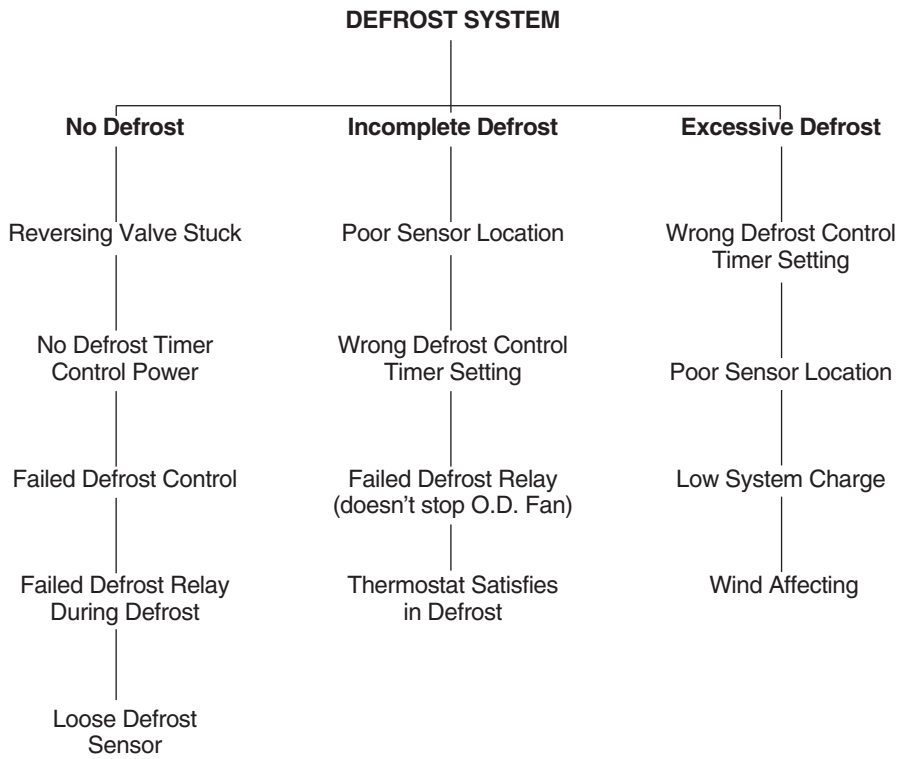 DEFROST SYSTEM
No Defrost
Reversing Valve Stuck
No Defrost Timer
Control Power
Failed Defrost Control
Failed Defrost Relay
During Defrost
Loose Defrost
Sensor
Incomplete Defrost
Poor Sensor Location
Wrong Defrost Control
Timer Setting
Failed Defrost Relay
(doesn't stop O.D. Fan)
Thermostat Satisfies
in Defrost
Excessive Defrost
Wrong Defrost Control
Timer Setting
Poor Sensor Location
Low System Charge
Wind Affecting